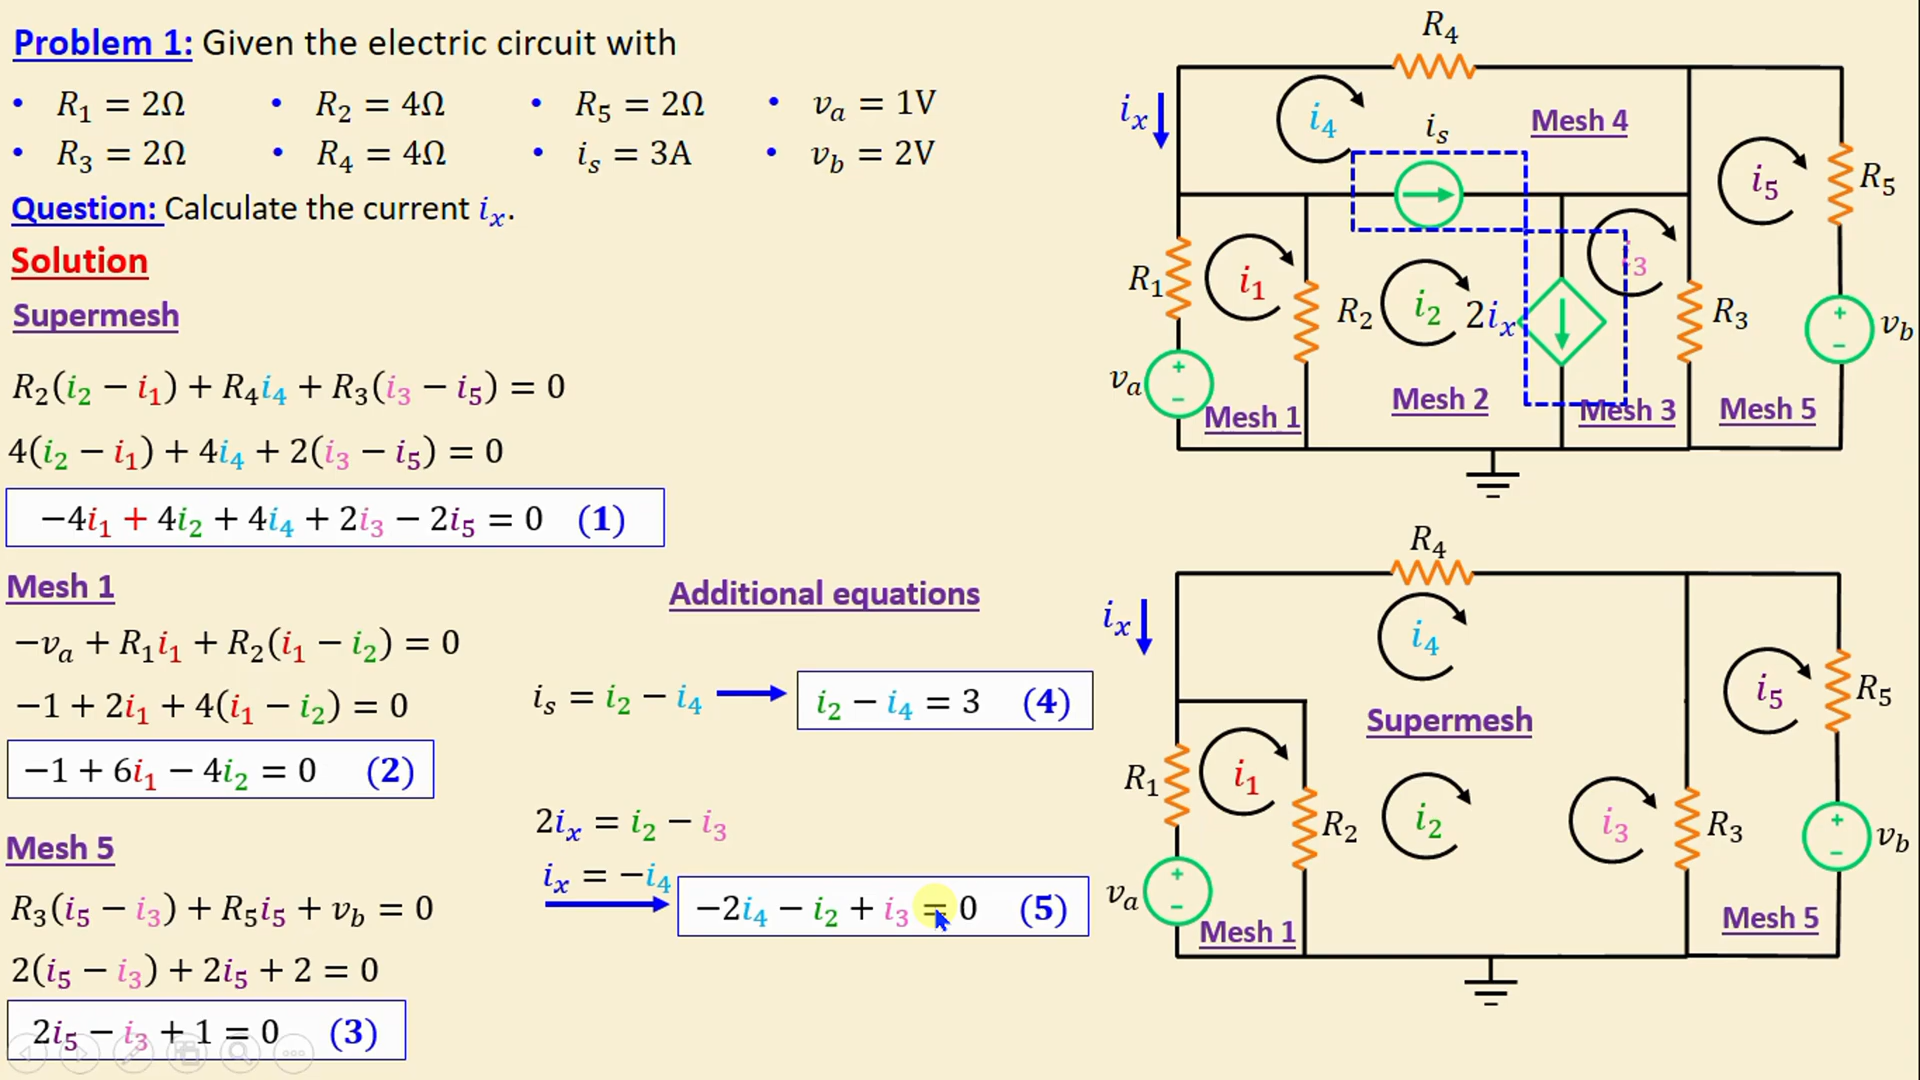 Problem 1: Given the electric circuit with
• R₁ = 2Ω • R₂ = 4Ω • R₅ = 2Ω • vₐ = 1V
• R₃ = 2Ω • R₄ = 4Ω • iₛ = 3A • v_b = 2V
Question: Calculate the current iₓ.
Solution
Supermesh
R₂(i₂ − i₁) + R₄i₄ + R₃(i₃ − i₅) = 0
4(i₂ − i₁) + 4i₄ + 2(i₃ − i₅) = 0
−4i₁ + 4i₂ + 4i₄ + 2i₃ − 2i₅ = 0 (1)
Mesh 1
−vₐ + R₁i₁ + R₂(i₁ − i₂) = 0
−1 + 2i₁ + 4(i₁ − i₂) = 0
−1 + 6i₁ − 4i₂ = 0 (2)
Mesh 5
R₃(i₅ − i₃) + R₅i₅ + v_b = 0
2(i₅ − i₃) + 2i₅ + 2 = 0
2i₅ − i₃ + 1 = 0 (3)
Additional equations
iₛ = i₂ − i₄
i₂ − i₄ = 3 (4)
2iₓ = i₂ − i₃
iₓ = −i₄
−2i₄ − i₂ + i₃ = 0 (5)
R₄
iₓ
i₄
iₛ
Mesh 4
i₅
R₅
R₁
i₁
R₂
i₂
2iₓ
i₃
R₃
+
−
v_b
+
−
vₐ
Mesh 1
Mesh 2
Mesh 3
Mesh 5
R₄
iₓ
i₄
i₅
R₅
Supermesh
R₁
i₁
R₂
i₂
i₃
R₃
+
−
v_b
+
−
vₐ
Mesh 1
Mesh 5